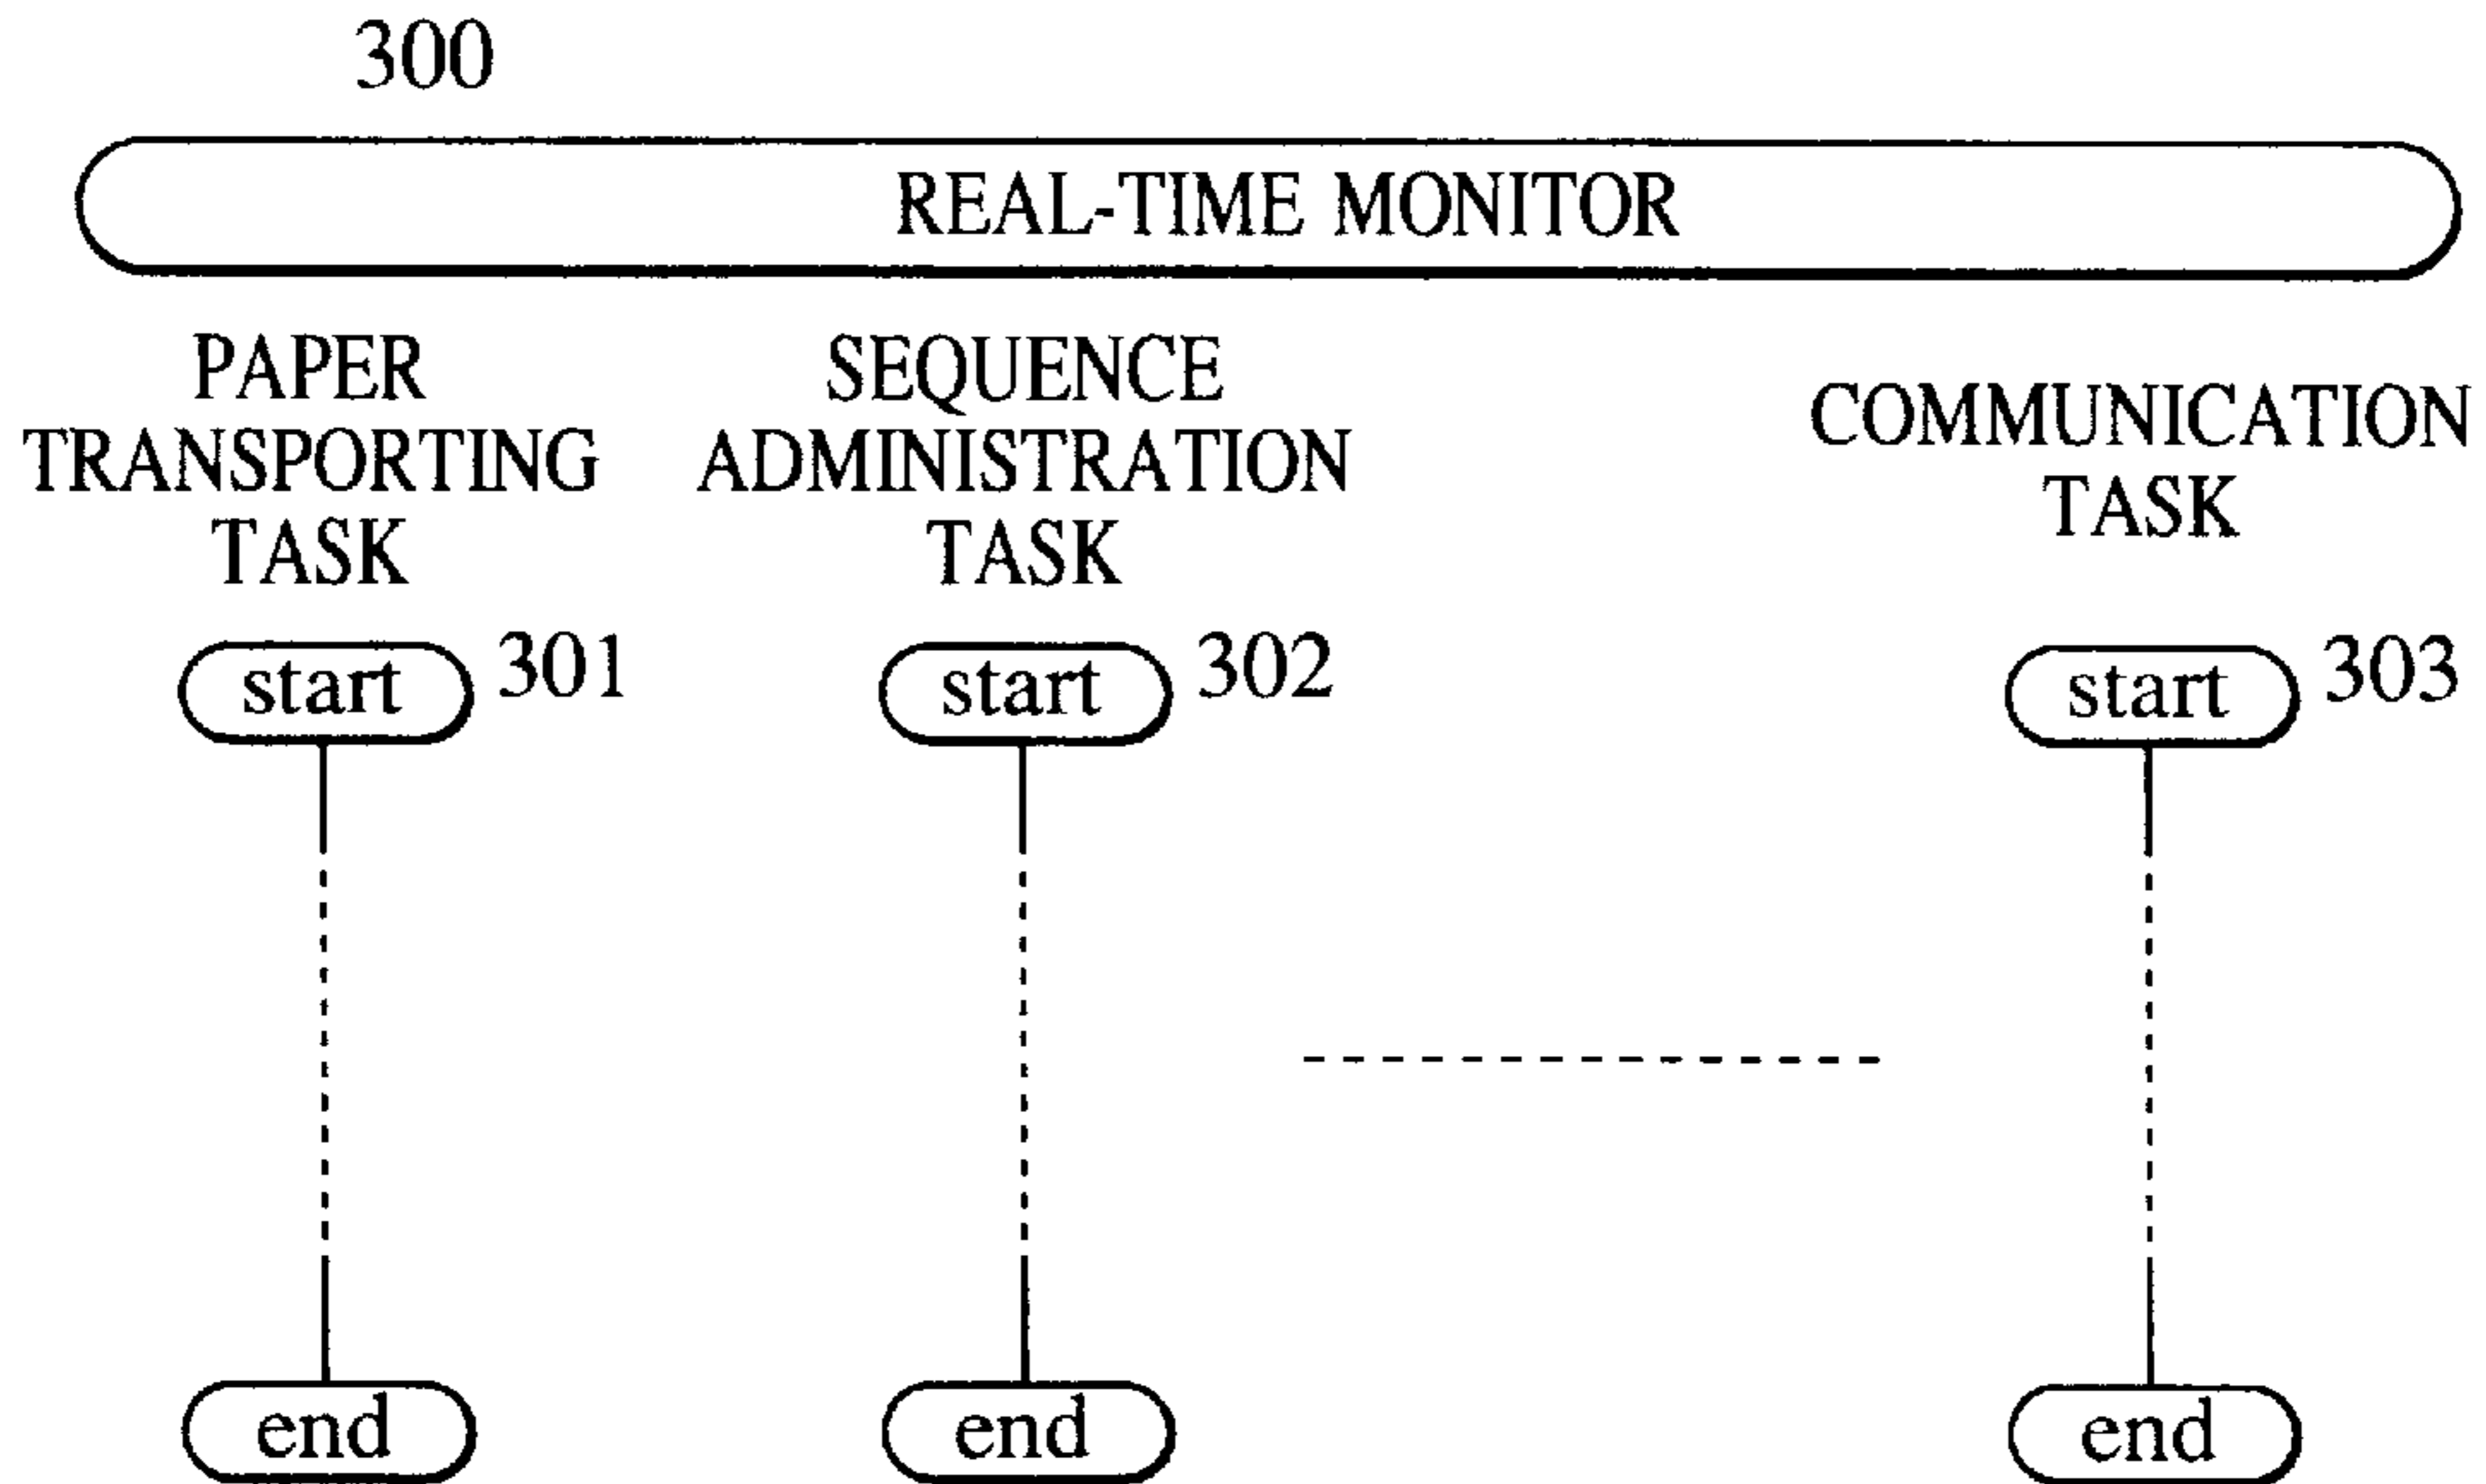 300
REAL-TIME MONITOR
PAPER
TRANSPORTING
TASK
SEQUENCE
ADMINISTRATION
TASK
COMMUNICATION
TASK
start 301
start 302
start 303
end
end
end